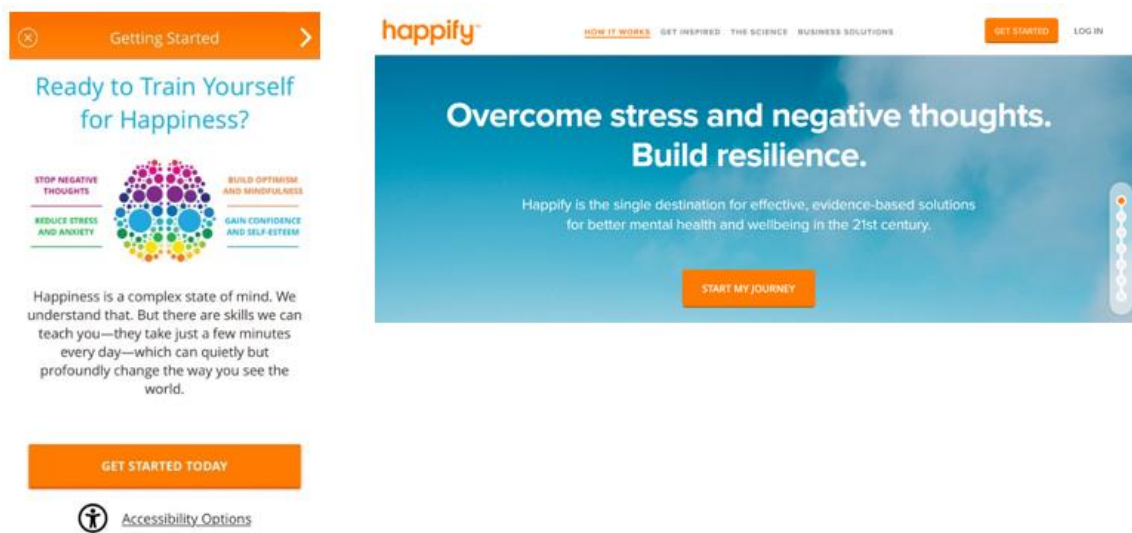 Getting Started
Ready to Train Yourself
for Happiness?
STOP NEGATIVE
THOUGHTS
BUILD OPTIMISM
AND MINDFULNESS
REDUCE STRESS
AND ANXIETY
GAIN CONFIDENCE
AND SELF-ESTEEM
Happiness is a complex state of mind. We
understand that. But there are skills we can
teach you—they take just a few minutes
every day—which can quietly but
profoundly change the way you see the
world.
GET STARTED TODAY
Accessibility Options
happify™
HOW IT WORKS GET INSPIRED THE SCIENCE BUSINESS SOLUTIONS
GET STARTED
LOG IN
Overcome stress and negative thoughts.
Build resilience.
Happify is the single destination for effective, evidence-based solutions
for better mental health and wellbeing in the 21st century.
START MY JOURNEY